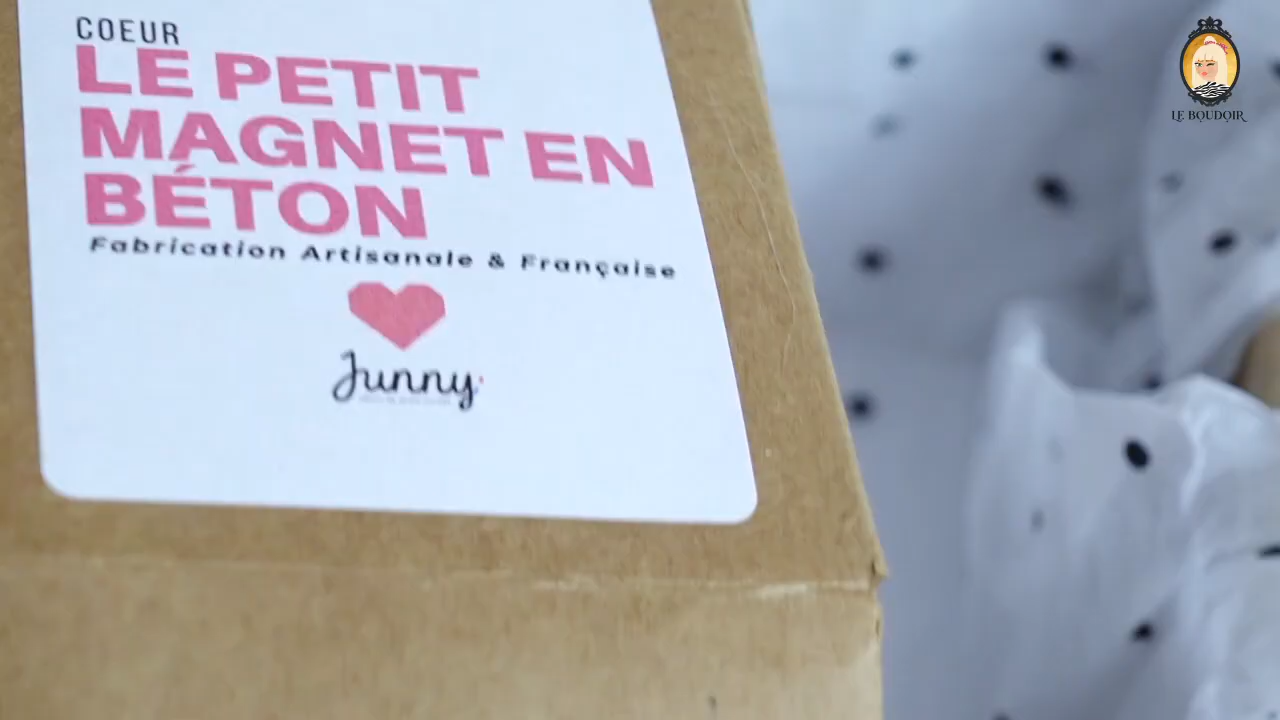 COEUR
LE PETIT
MAGNET EN
BÉTON
Fabrication Artisanale & Française
Junny
LE BOUDOIR